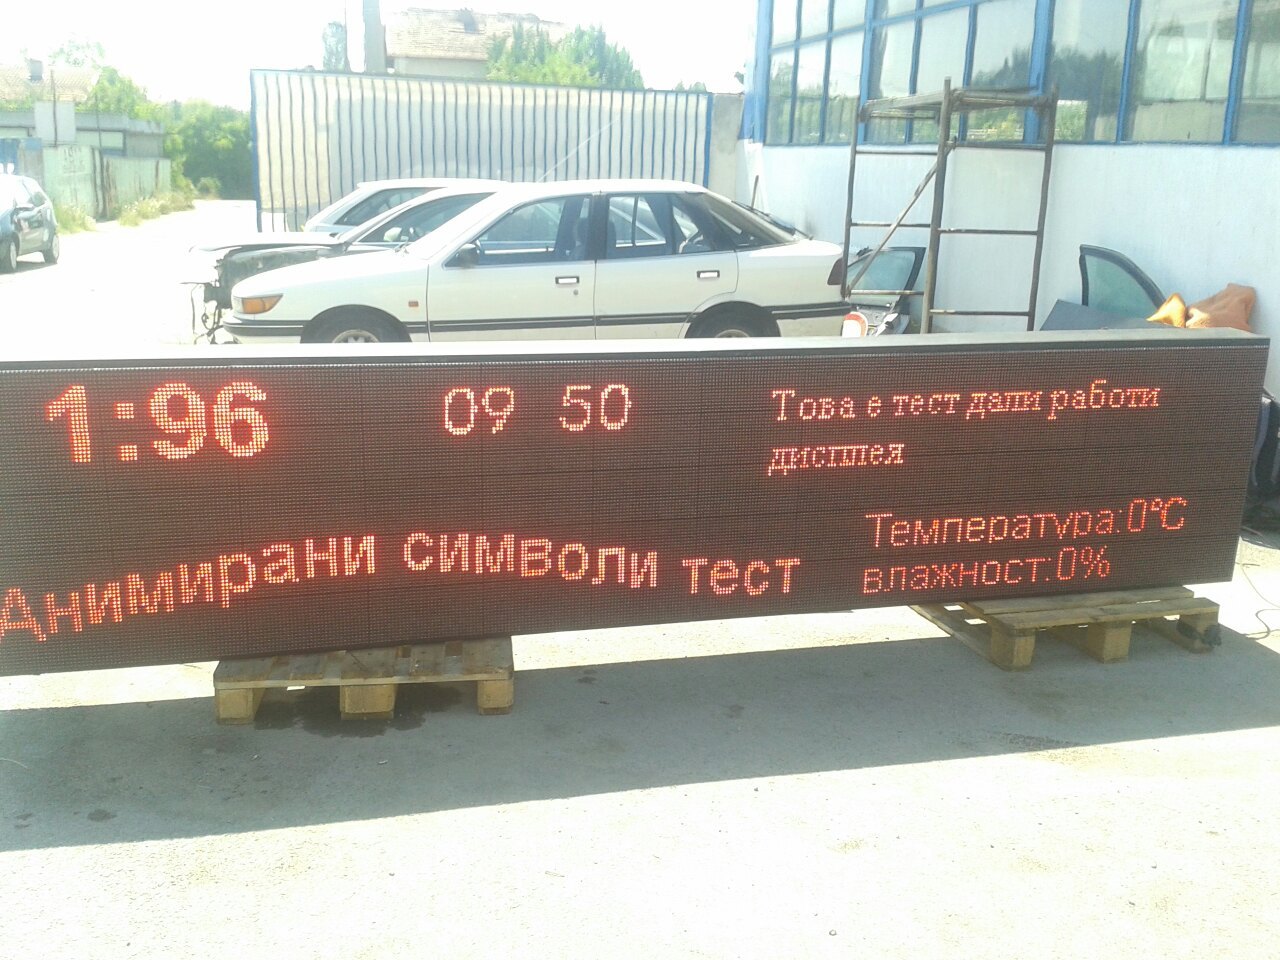 1:96
09 50
Това е тест дали работи
дисплея
Анимирани символи тест
Температура:0°C
влажност:0%